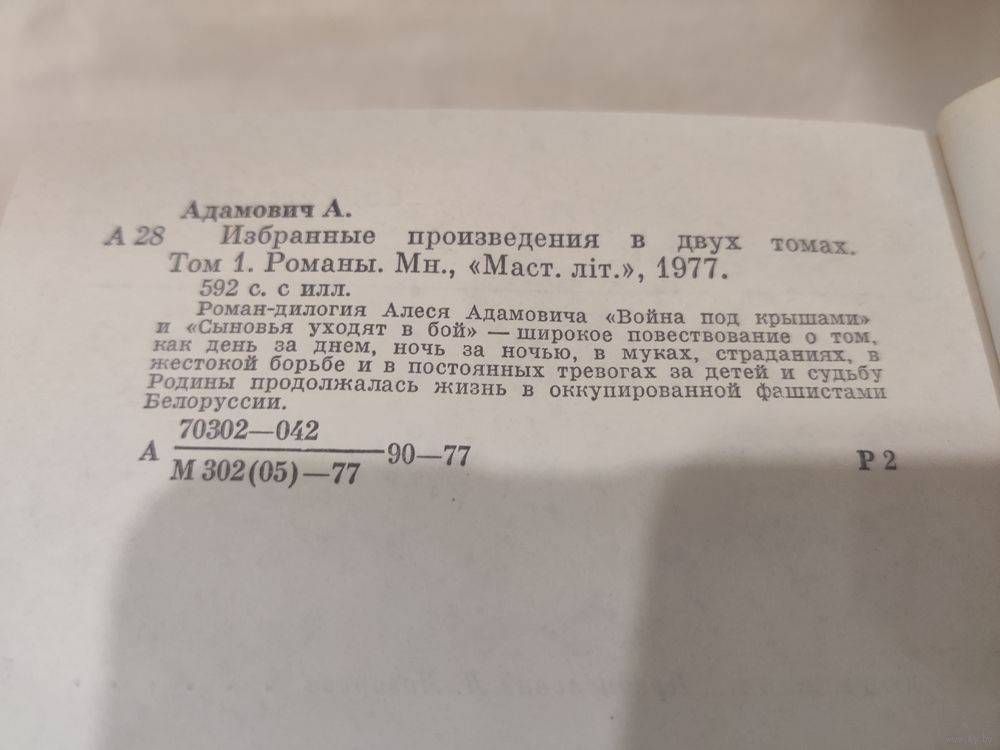 Адамович А.
А 28 Избранные произведения в двух томах.
Том 1. Романы. Мн., «Маст. літ.», 1977.
592 с. с илл.
Роман-дилогия Алеся Адамовича «Война под крышами»
и «Сыновья уходят в бой» — широкое повествование о том,
как день за днем, ночь за ночью, в муках, страданиях, в
жестокой борьбе и в постоянных тревогах за детей и судьбу
Родины продолжалась жизнь в оккупированной фашистами
Белоруссии.
70302—042
А 90—77 Р 2
М 302(05)—77